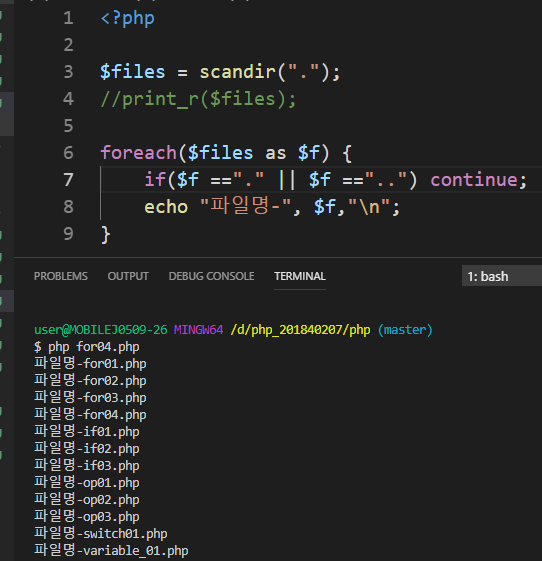 1 <?php
2
3 $files = scandir(".");
4 //print_r($files);
5
6 foreach($files as $f) {
7 if($f =="." || $f =="..") continue;
8 echo "파일명-", $f,"\n";
9 }
PROBLEMS OUTPUT DEBUG CONSOLE TERMINAL 1: bash
user@MOBILEJ0509-26 MINGW64 /d/php_201840207/php (master)
$ php for04.php
파일명-for01.php
파일명-for02.php
파일명-for03.php
파일명-for04.php
파일명-if01.php
파일명-if02.php
파일명-if03.php
파일명-op01.php
파일명-op02.php
파일명-op03.php
파일명-switch01.php
파일명-variable_01.php